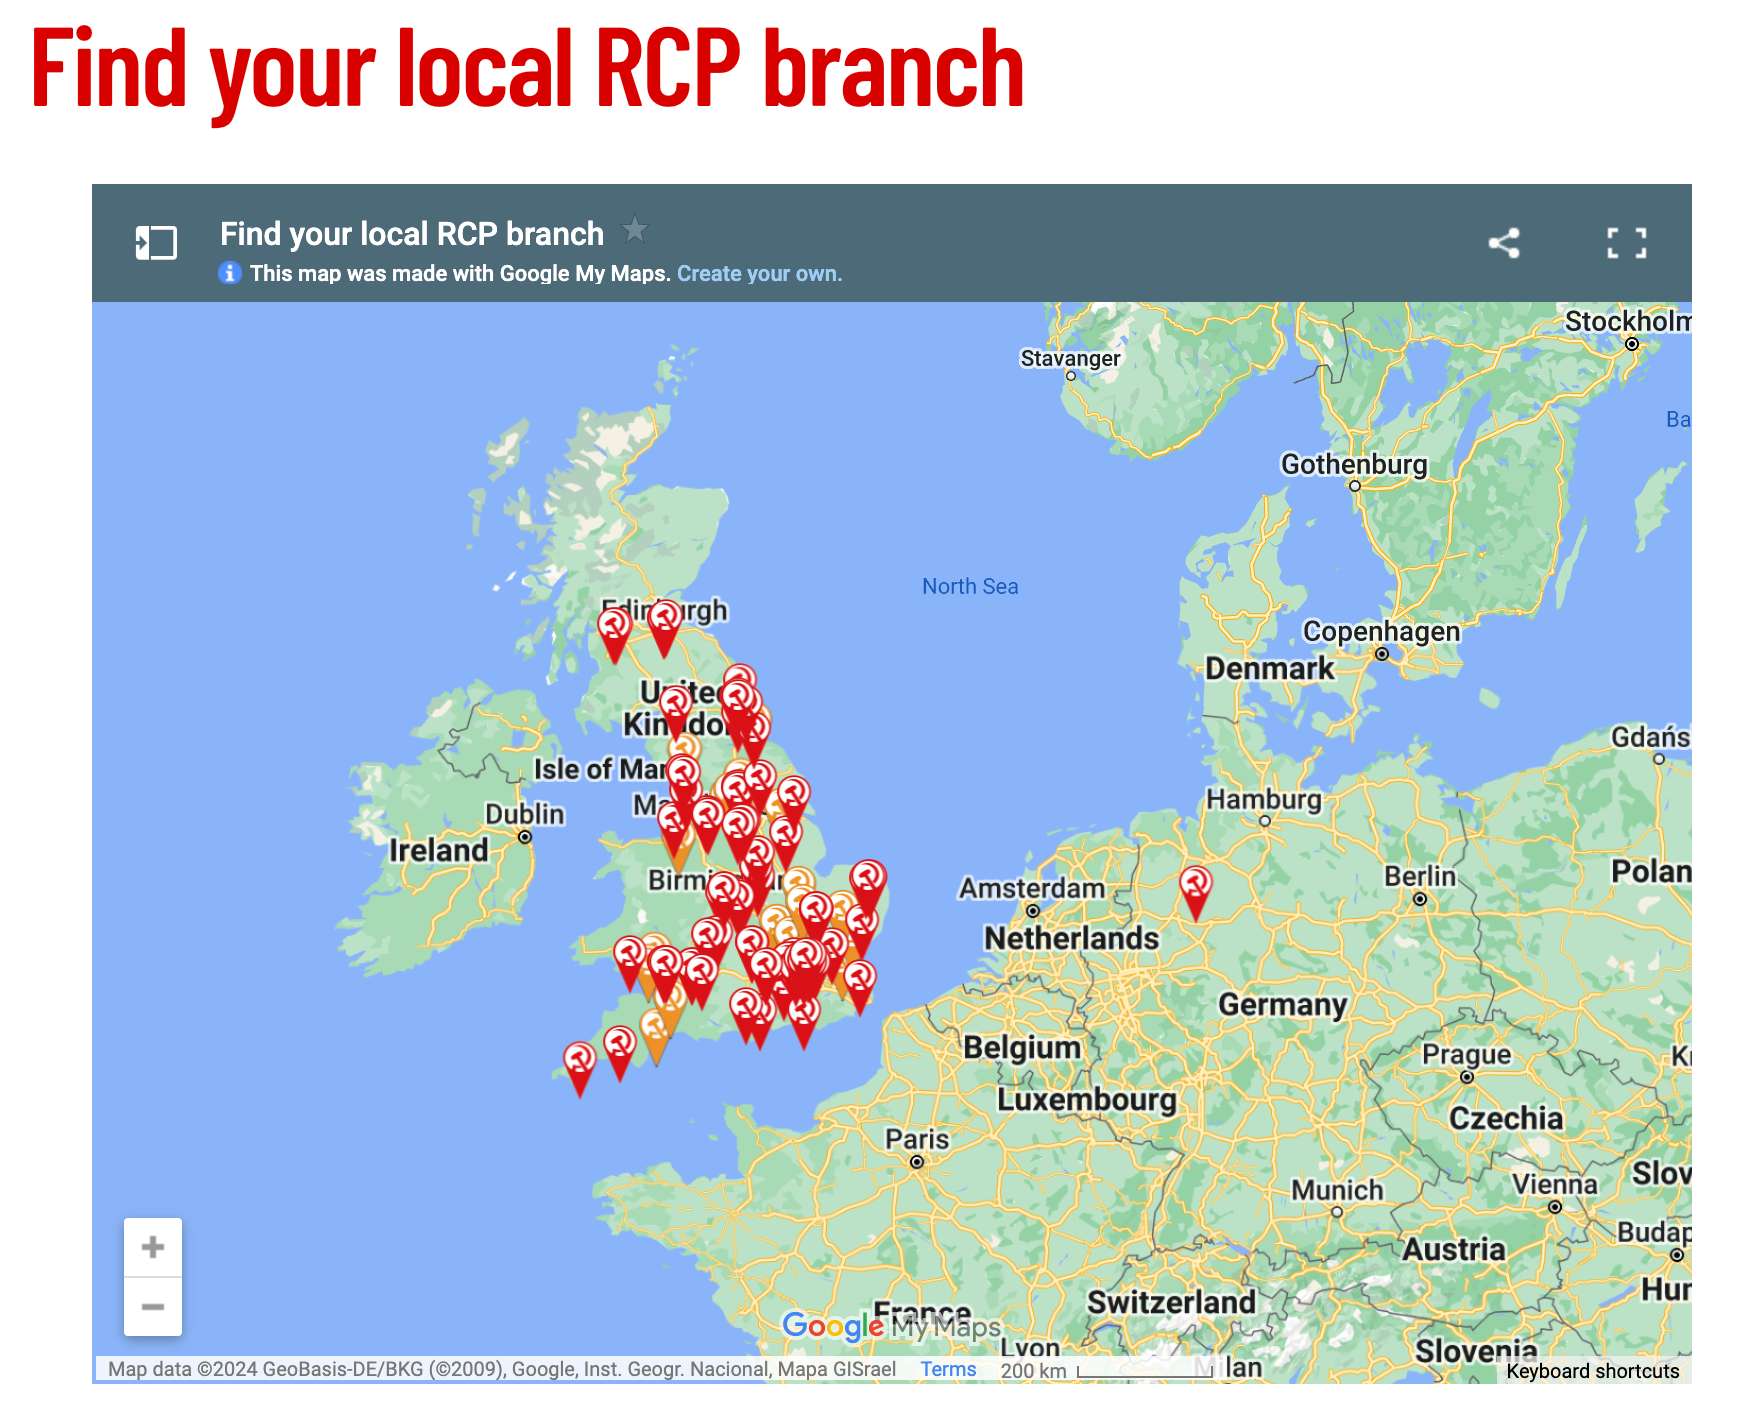 Find your local RCP branch
Find your local RCP branch
This map was made with Google My Maps. Create your own.
Stockholm
Stavanger
Ba
Gothenburg
North Sea
Edinburgh
Copenhagen
Denmark
United
Kingdom
Gdańs
Isle of Man
Hamburg
Dublin
Ireland
Birmingham
Amsterdam
Berlin
Polan
Netherlands
Germany
Belgium
Prague
Kr
Luxembourg
Czechia
Paris
Slov
Munich
Vienna
Budap
Austria
Hun
Switzerland
France
Google My Maps
Lyon
Slovenia
Milan
Map data ©2024 GeoBasis-DE/BKG (©2009), Google, Inst. Geogr. Nacional, Mapa GISrael Terms 200 km Keyboard shortcuts